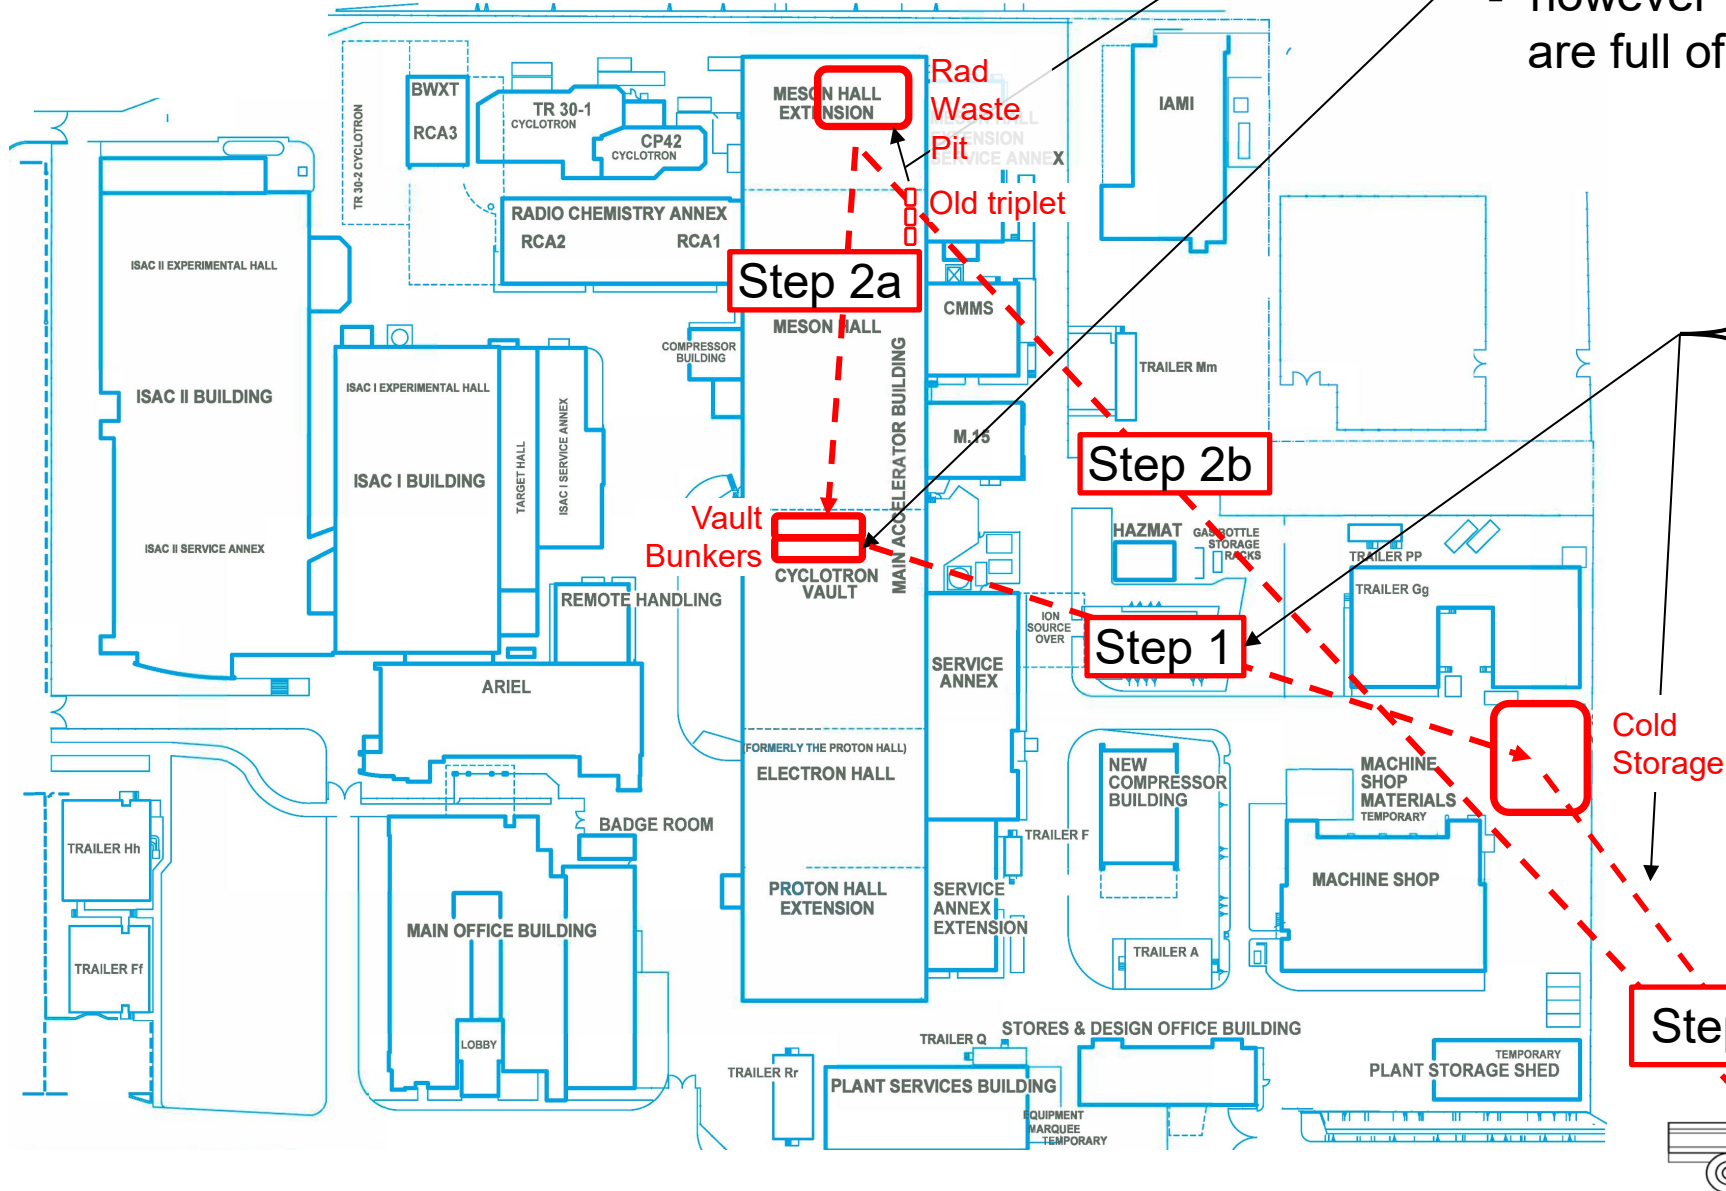 however
are full of
Rad
Waste
Pit
Old triplet
MESON HALL
EXTENSION
MESON HALL
EXTENSION
SERVICE ANNEX
IAMI
BWXT
RCA3
TR 30-1
CYCLOTRON
CP42
CYCLOTRON
TR 30-2 CYCLOTRON
RADIO CHEMISTRY ANNEX
RCA2
RCA1
ISAC II EXPERIMENTAL HALL
Step 2a
MESON HALL
CMMS
COMPRESSOR
BUILDING
TRAILER Mm
ISAC II BUILDING
ISAC I EXPERIMENTAL HALL
MAIN ACCELERATOR BUILDING
M.15
Step 2b
ISAC I BUILDING
TARGET HALL
ISAC I SERVICE ANNEX
Vault
Bunkers
HAZMAT
GAS BOTTLE
STORAGE
RACKS
TRAILER PP
TRAILER Gg
ISAC II SERVICE ANNEX
CYCLOTRON
VAULT
REMOTE HANDLING
ION
SOURCE
OVER
Step 1
SERVICE
ANNEX
ARIEL
Cold
Storage
(FORMERLY THE PROTON HALL)
ELECTRON HALL
NEW
COMPRESSOR
BUILDING
MACHINE
SHOP
MATERIALS
TEMPORARY
BADGE ROOM
TRAILER F
TRAILER Hh
MACHINE SHOP
PROTON HALL
EXTENSION
SERVICE
ANNEX
EXTENSION
MAIN OFFICE BUILDING
TRAILER A
TRAILER Ff
Step
STORES & DESIGN OFFICE BUILDING
TRAILER Q
LOBBY
TEMPORARY
PLANT STORAGE SHED
TRAILER Rr
PLANT SERVICES BUILDING
EQUIPMENT
MARQUEE
TEMPORARY